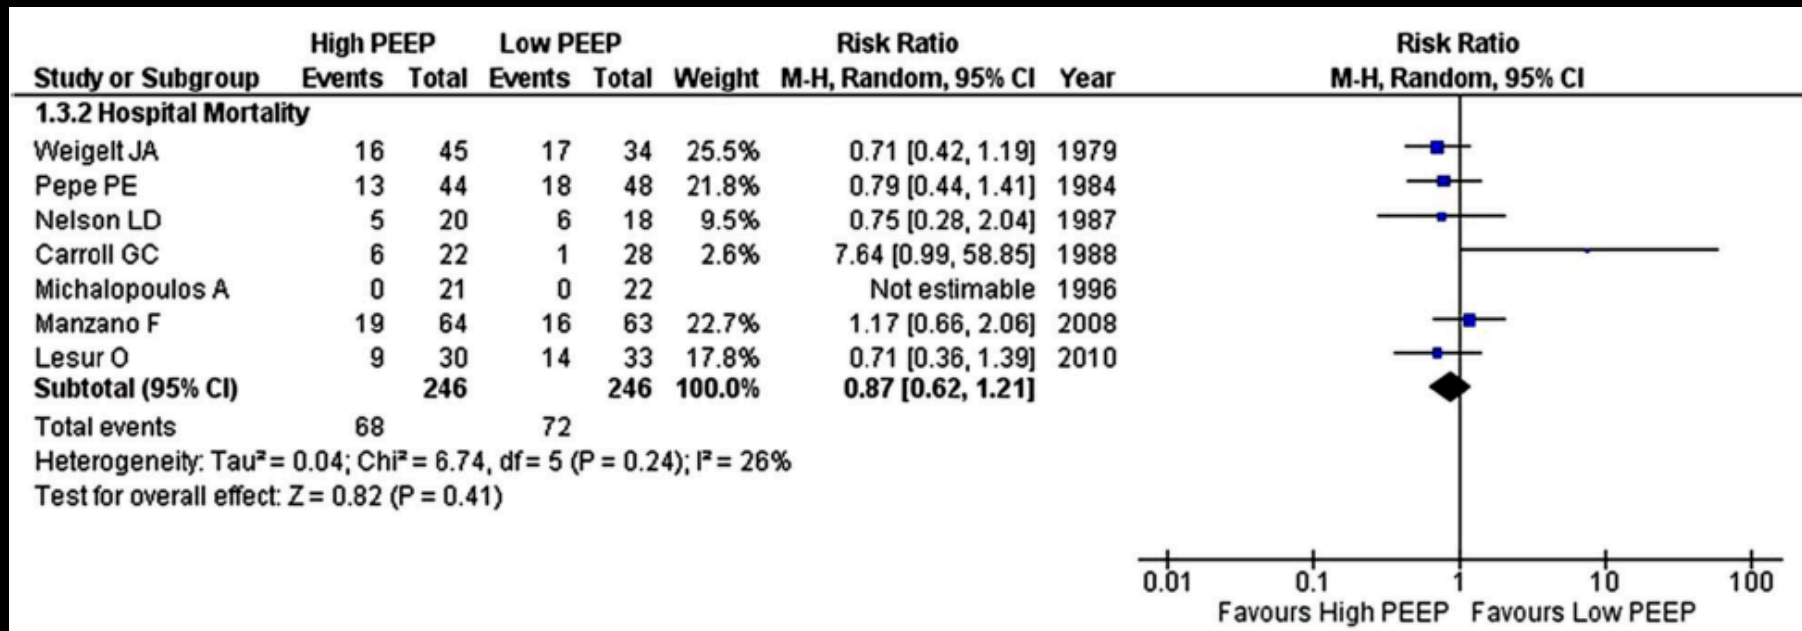 High PEEP Low PEEP Risk Ratio Risk Ratio
Study or Subgroup Events Total Events Total Weight M-H, Random, 95% CI Year M-H, Random, 95% CI
1.3.2 Hospital Mortality
Weigelt JA 16 45 17 34 25.5% 0.71 [0.42, 1.19] 1979
Pepe PE 13 44 18 48 21.8% 0.79 [0.44, 1.41] 1984
Nelson LD 5 20 6 18 9.5% 0.75 [0.28, 2.04] 1987
Carroll GC 6 22 1 28 2.6% 7.64 [0.99, 58.85] 1988
Michalopoulos A 0 21 0 22 Not estimable 1996
Manzano F 19 64 16 63 22.7% 1.17 [0.66, 2.06] 2008
Lesur O 9 30 14 33 17.8% 0.71 [0.36, 1.39] 2010
Subtotal (95% CI) 246 246 100.0% 0.87 [0.62, 1.21]
Total events 68 72
Heterogeneity: Tau² = 0.04; Chi² = 6.74, df = 5 (P = 0.24); I² = 26%
Test for overall effect: Z = 0.82 (P = 0.41)
0.01 0.1 1 10 100
Favours High PEEP Favours Low PEEP